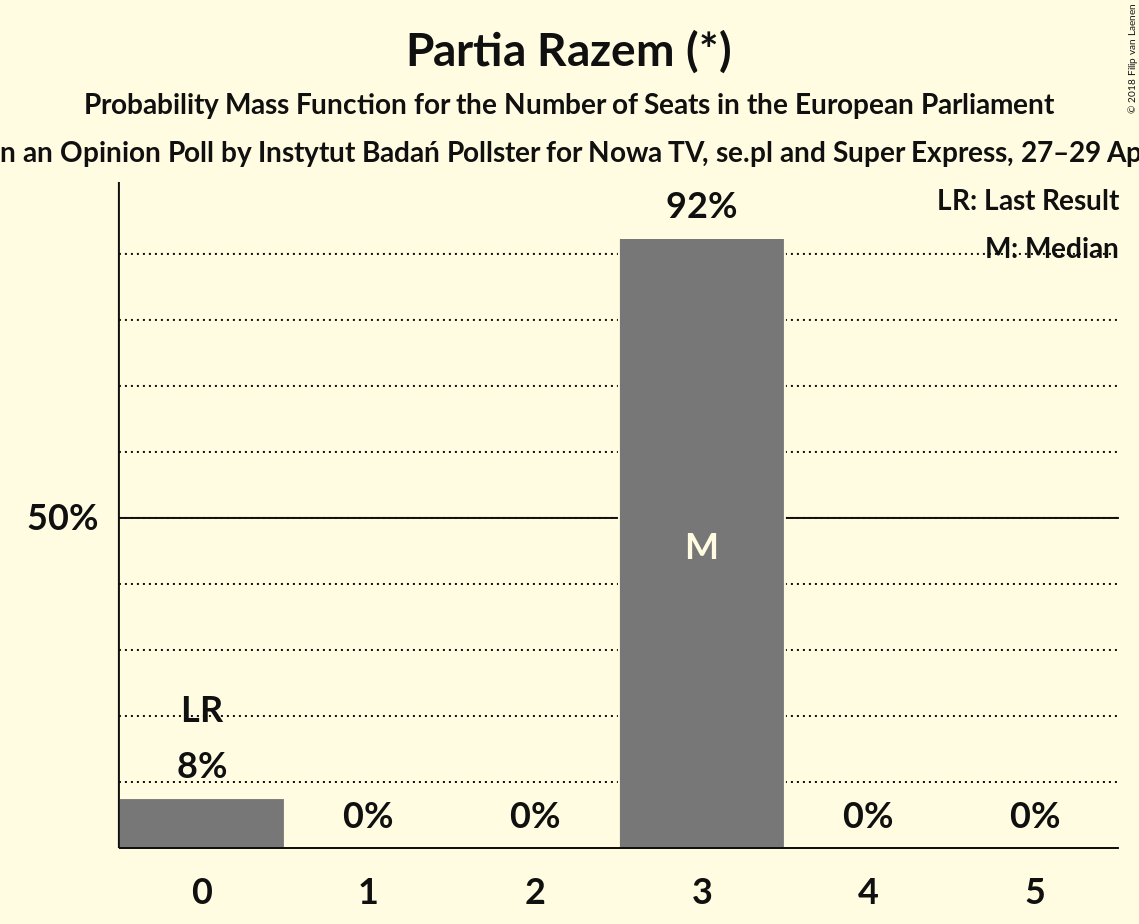 Partia Razem (*)
Probability Mass Function for the Number of Seats in the European Parliament
an Opinion Poll by Instytut Badań Pollster for Nowa TV, se.pl and Super Express, 27–29
© 2018 Filip van Laenen
LR: Last Result
M: Median
92%
50%
M
LR
8%
0%
0%
0%
0%
0
1
2
3
4
5